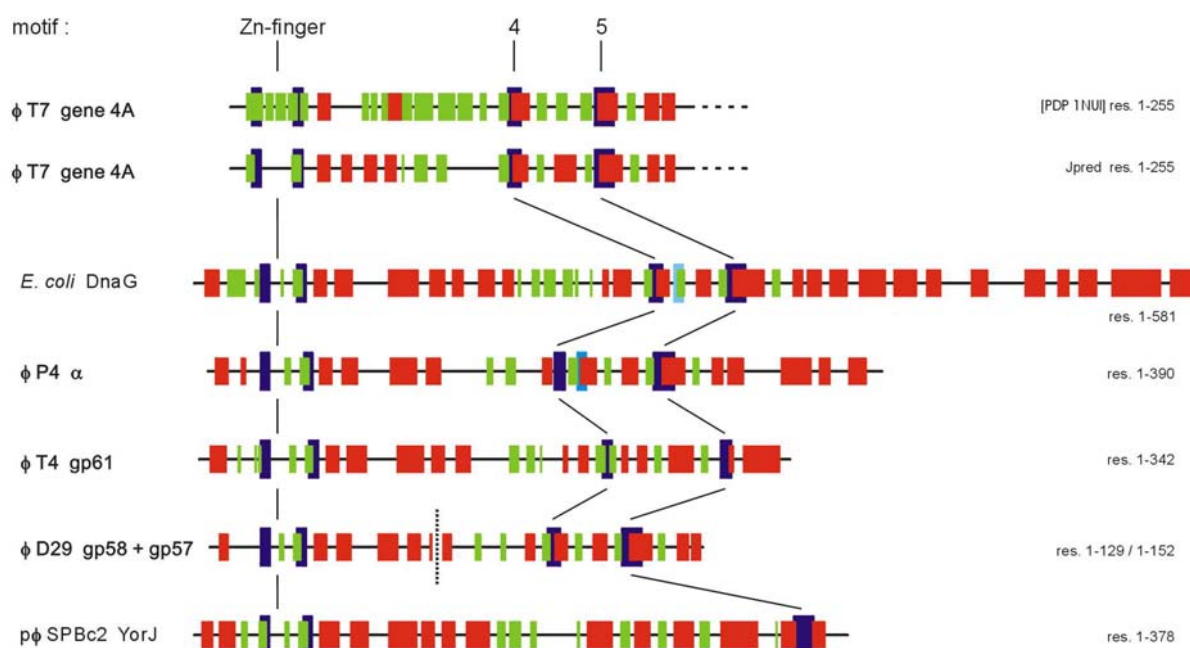 motif : Zn-finger 4 5
ϕ T7 gene 4A [PDP 1NUI] res. 1-255
ϕ T7 gene 4A Jpred res. 1-255
E. coli DnaG
res. 1-581
ϕ P4 α res. 1-390
ϕ T4 gp61 res. 1-342
ϕ D29 gp58 + gp57 res. 1-129 / 1-152
pϕ SPBc2 YorJ res. 1-378